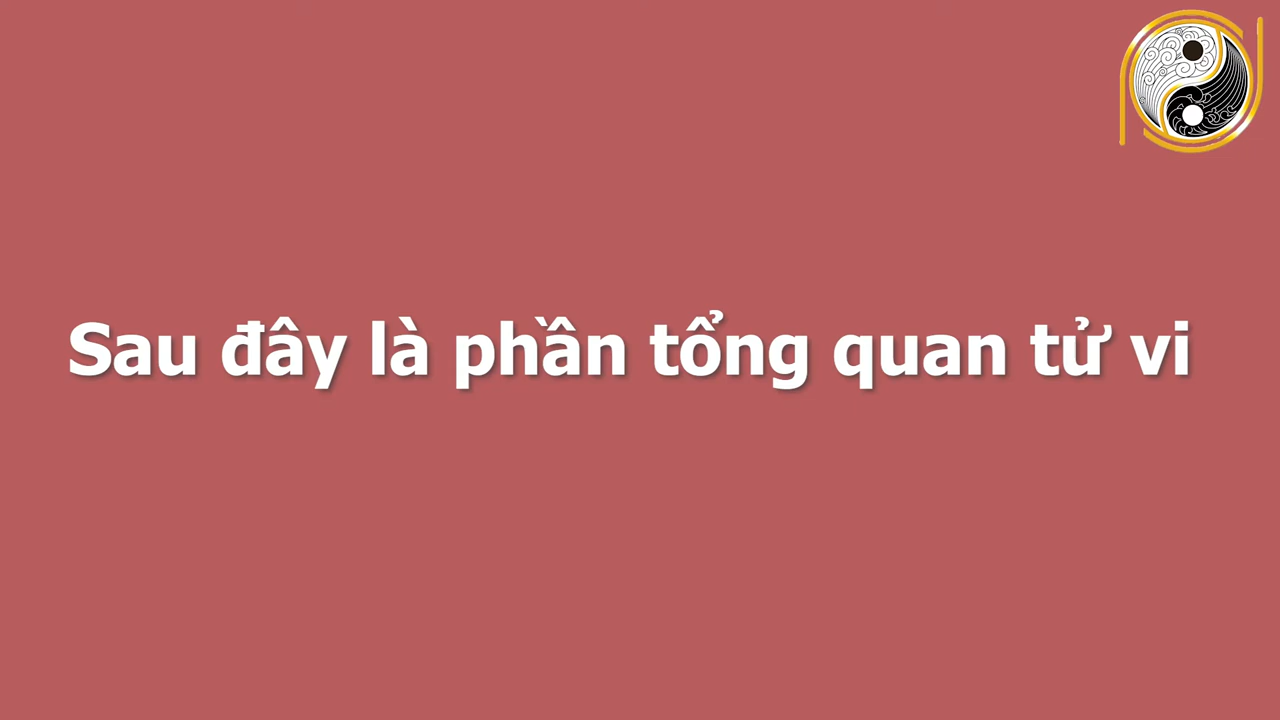 Sau đây là phần tổng quan tử vi